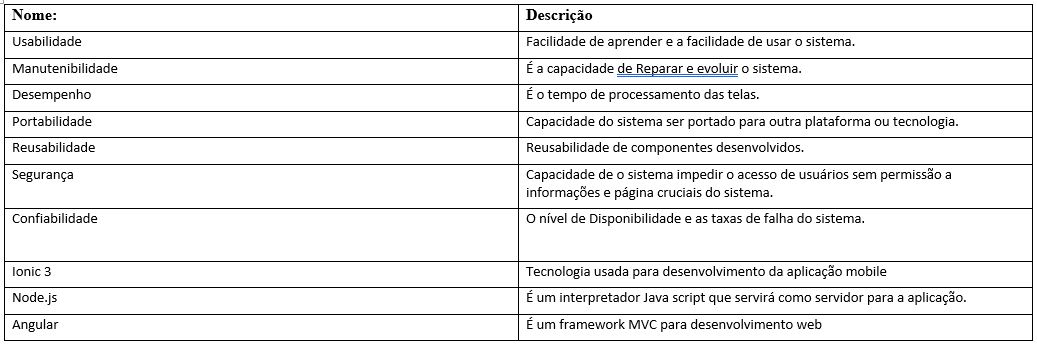 Nome: Descrição
Usabilidade Facilidade de aprender e a facilidade de usar o sistema.
Manutenibilidade É a capacidade de Reparar e evoluir o sistema.
Desempenho É o tempo de processamento das telas.
Portabilidade Capacidade do sistema ser portado para outra plataforma ou tecnologia.
Reusabilidade Reusabilidade de componentes desenvolvidos.
Segurança Capacidade de o sistema impedir o acesso de usuários sem permissão a
informações e página cruciais do sistema.
Confiabilidade O nível de Disponibilidade e as taxas de falha do sistema.
Ionic 3 Tecnologia usada para desenvolvimento da aplicação mobile
Node.js É um interpretador Java script que servirá como servidor para a aplicação.
Angular É um framework MVC para desenvolvimento web